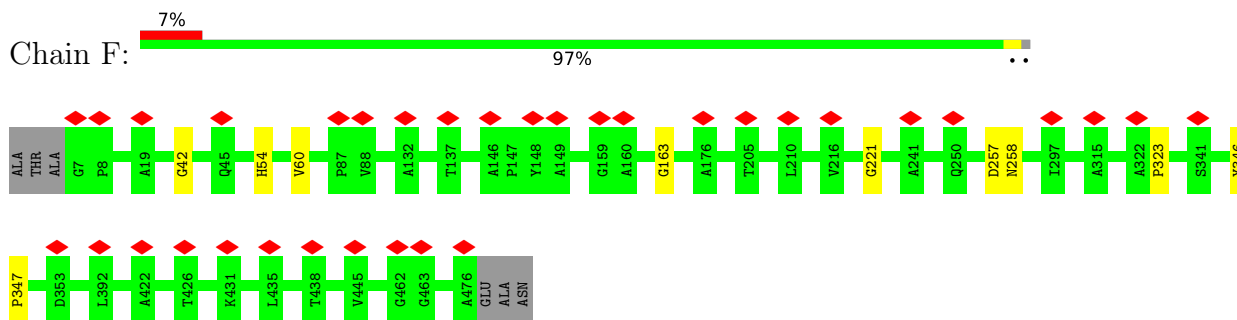 7%
Chain F:
97%
ALA THR ALA G7 P8 A19 G42 Q45 H54 V60 P87 V88 A132 T137 A146 P147 Y148 A149 G159 A160 G163 A176 T205 L210 V216 G221 A241 Q250 D257 N258 I297 A315 A322 P323 S341
P347 D353 L392 A422 T426 K431 L435 T438 V445 G462 G463 A476 GLU ALA ASN